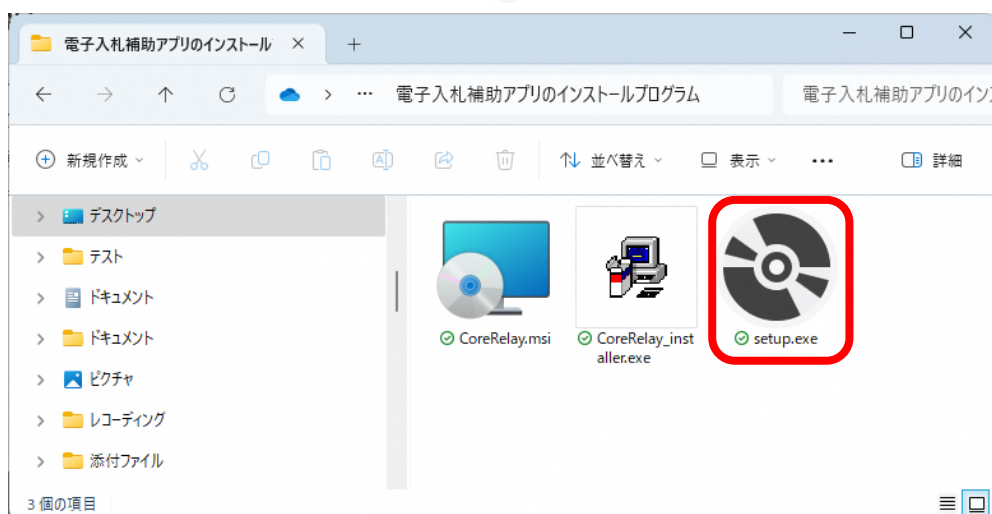 電子入札補助アプリのインストール
電子入札補助アプリのインストールプログラム
電子入札補助アプリのイン
新規作成
並べ替え
表示
詳細
デスクトップ
テスト
ドキュメント
ドキュメント
ピクチャ
レコーディング
添付ファイル
CoreRelay.msi
CoreRelay_inst
aller.exe
setup.exe
3 個の項目